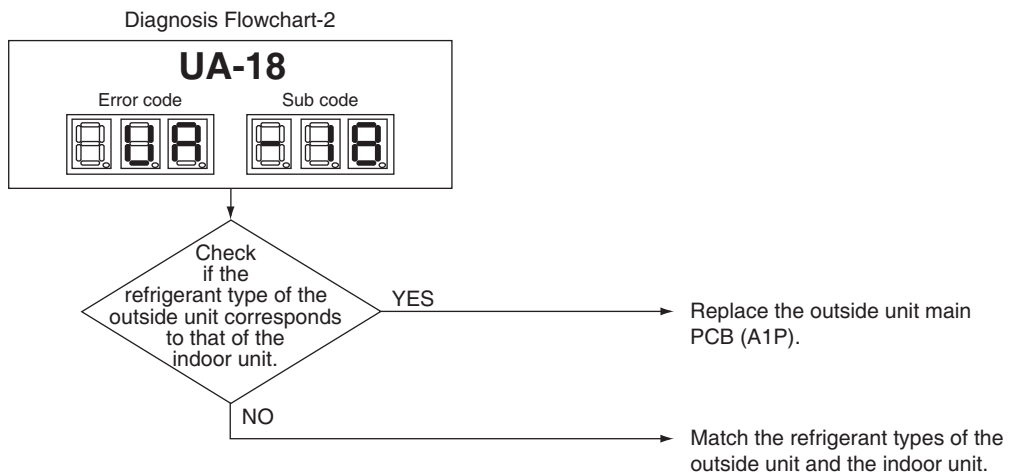 Diagnosis Flowchart-2
UA-18
Error code
Sub code
UA
-18
Check
if the
refrigerant type of the
outside unit corresponds
to that of the
indoor unit.
YES
Replace the outside unit main
PCB (A1P).
NO
Match the refrigerant types of the
outside unit and the indoor unit.